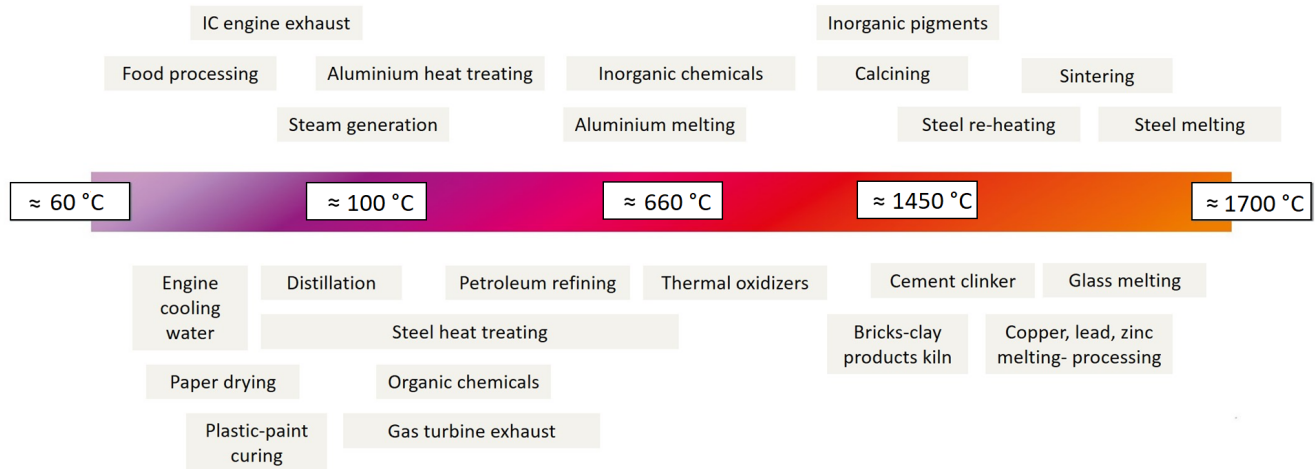 IC engine exhaust
Inorganic pigments
Food processing
Aluminium heat treating
Inorganic chemicals
Calcining
Sintering
Steam generation
Aluminium melting
Steel re-heating
Steel melting
≈ 60 °C
≈ 100 °C
≈ 660 °C
≈ 1450 °C
≈ 1700 °C
Engine
cooling
water
Distillation
Petroleum refining
Thermal oxidizers
Cement clinker
Glass melting
Steel heat treating
Bricks-clay
products kiln
Copper, lead, zinc
melting- processing
Paper drying
Organic chemicals
Plastic-paint
curing
Gas turbine exhaust